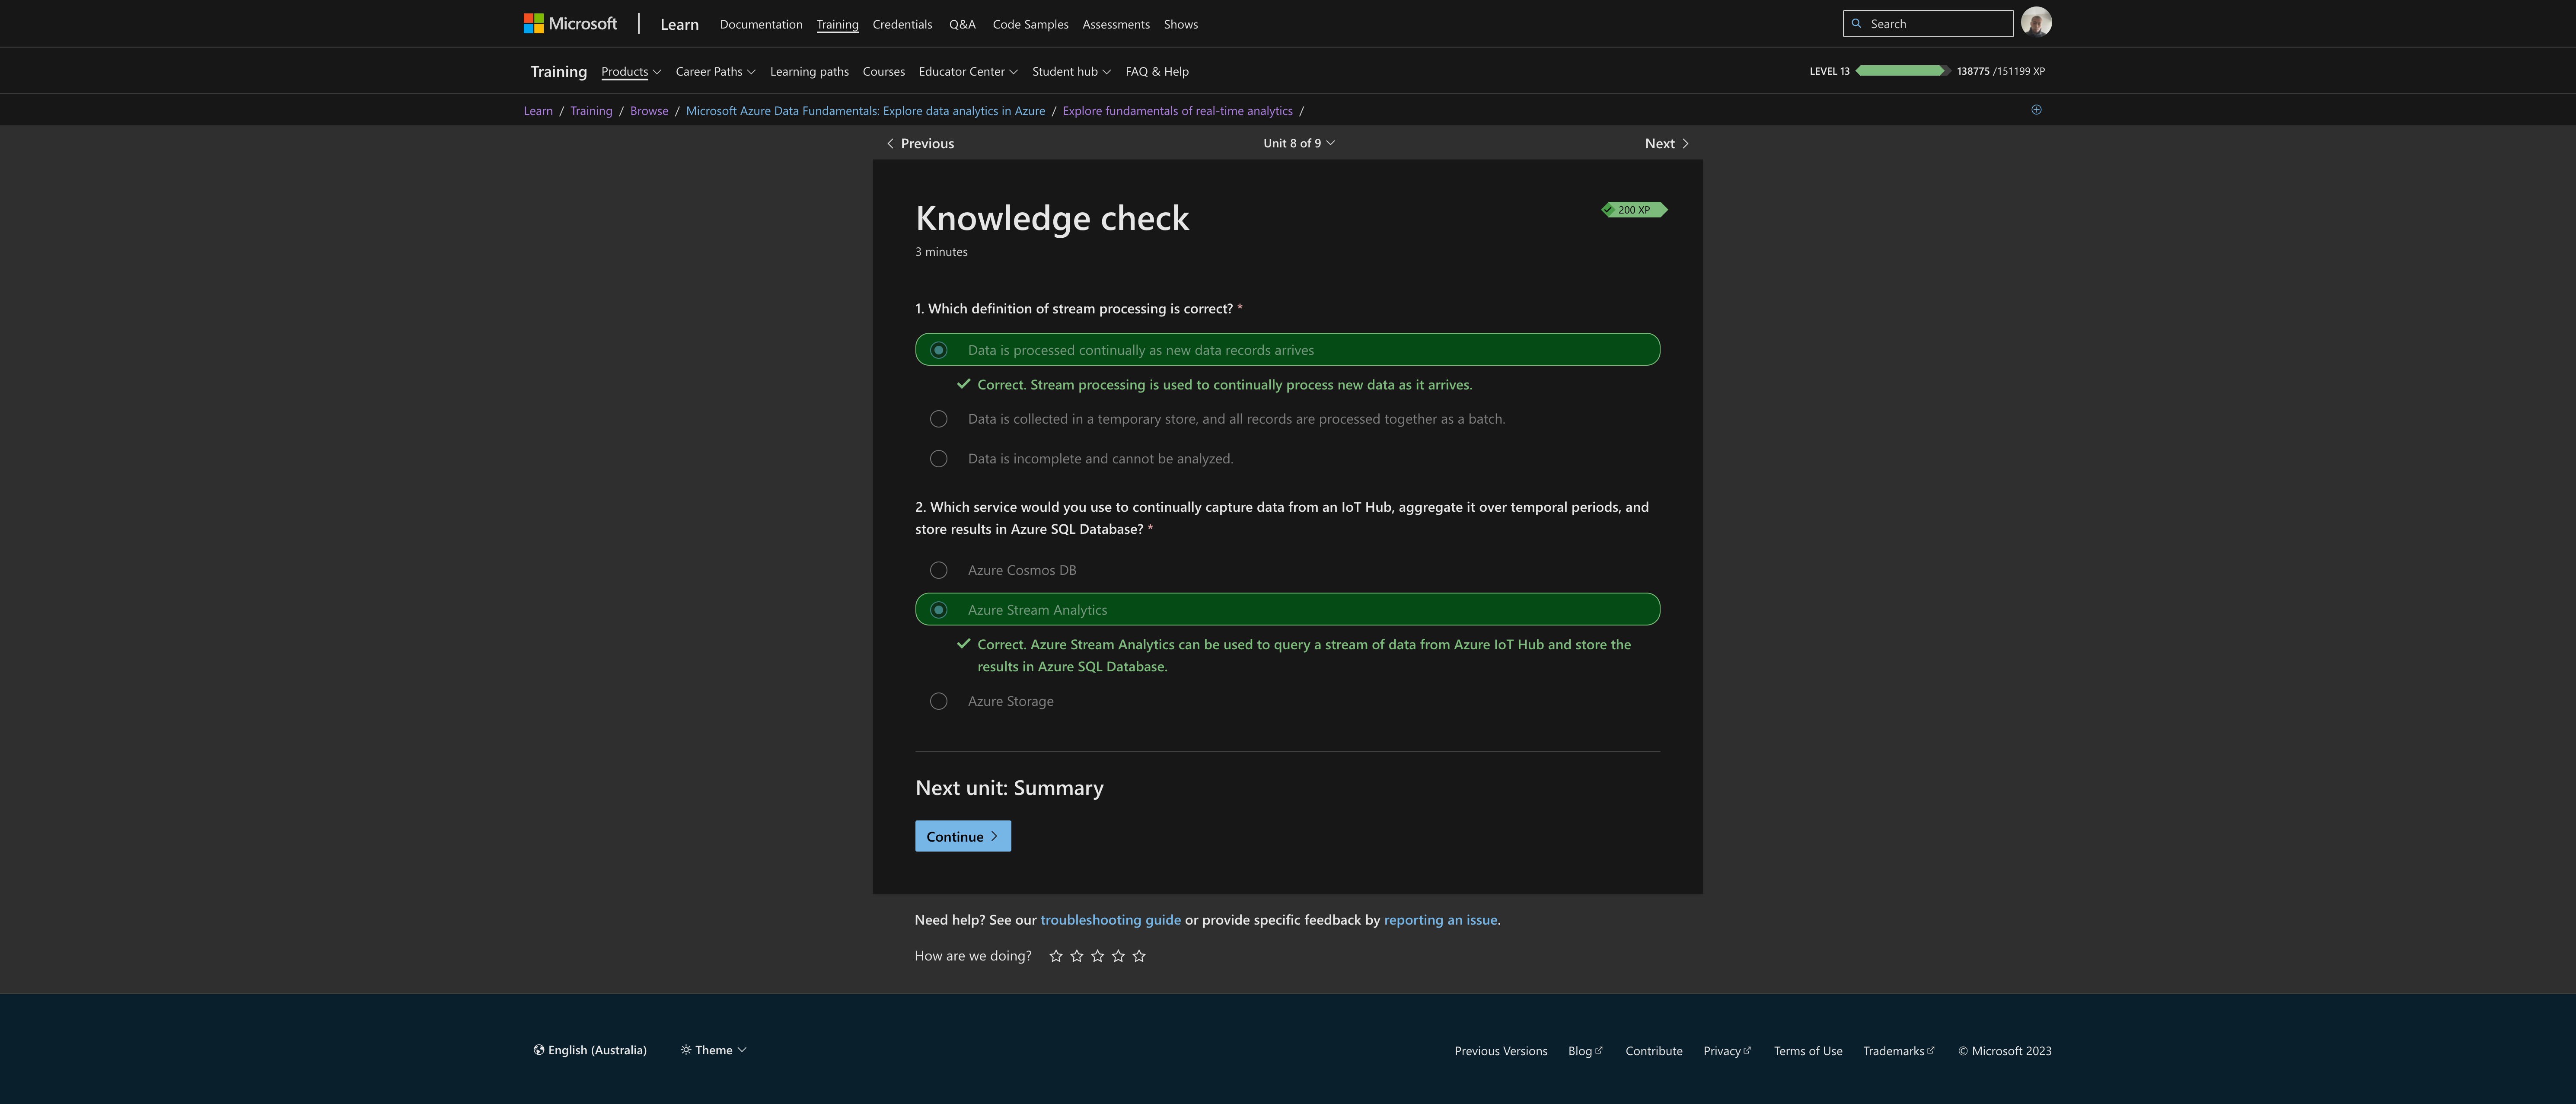 Microsoft
Learn
Documentation
Training
Credentials
Q&A
Code Samples
Assessments
Shows
Search
Training
Products
Career Paths
Learning paths
Courses
Educator Center
Student hub
FAQ & Help
LEVEL 13
138775 /151199 XP
Learn / Training / Browse / Microsoft Azure Data Fundamentals: Explore data analytics in Azure / Explore fundamentals of real-time analytics /
Previous
Unit 8 of 9
Next
Knowledge check
200 XP
3 minutes
1. Which definition of stream processing is correct? *
Data is processed continually as new data records arrives
Correct. Stream processing is used to continually process new data as it arrives.
Data is collected in a temporary store, and all records are processed together as a batch.
Data is incomplete and cannot be analyzed.
2. Which service would you use to continually capture data from an IoT Hub, aggregate it over temporal periods, and
store results in Azure SQL Database? *
Azure Cosmos DB
Azure Stream Analytics
Correct. Azure Stream Analytics can be used to query a stream of data from Azure IoT Hub and store the
results in Azure SQL Database.
Azure Storage
Next unit: Summary
Continue
Need help? See our troubleshooting guide or provide specific feedback by reporting an issue.
How are we doing?
English (Australia)
Theme
Previous Versions
Blog
Contribute
Privacy
Terms of Use
Trademarks
© Microsoft 2023